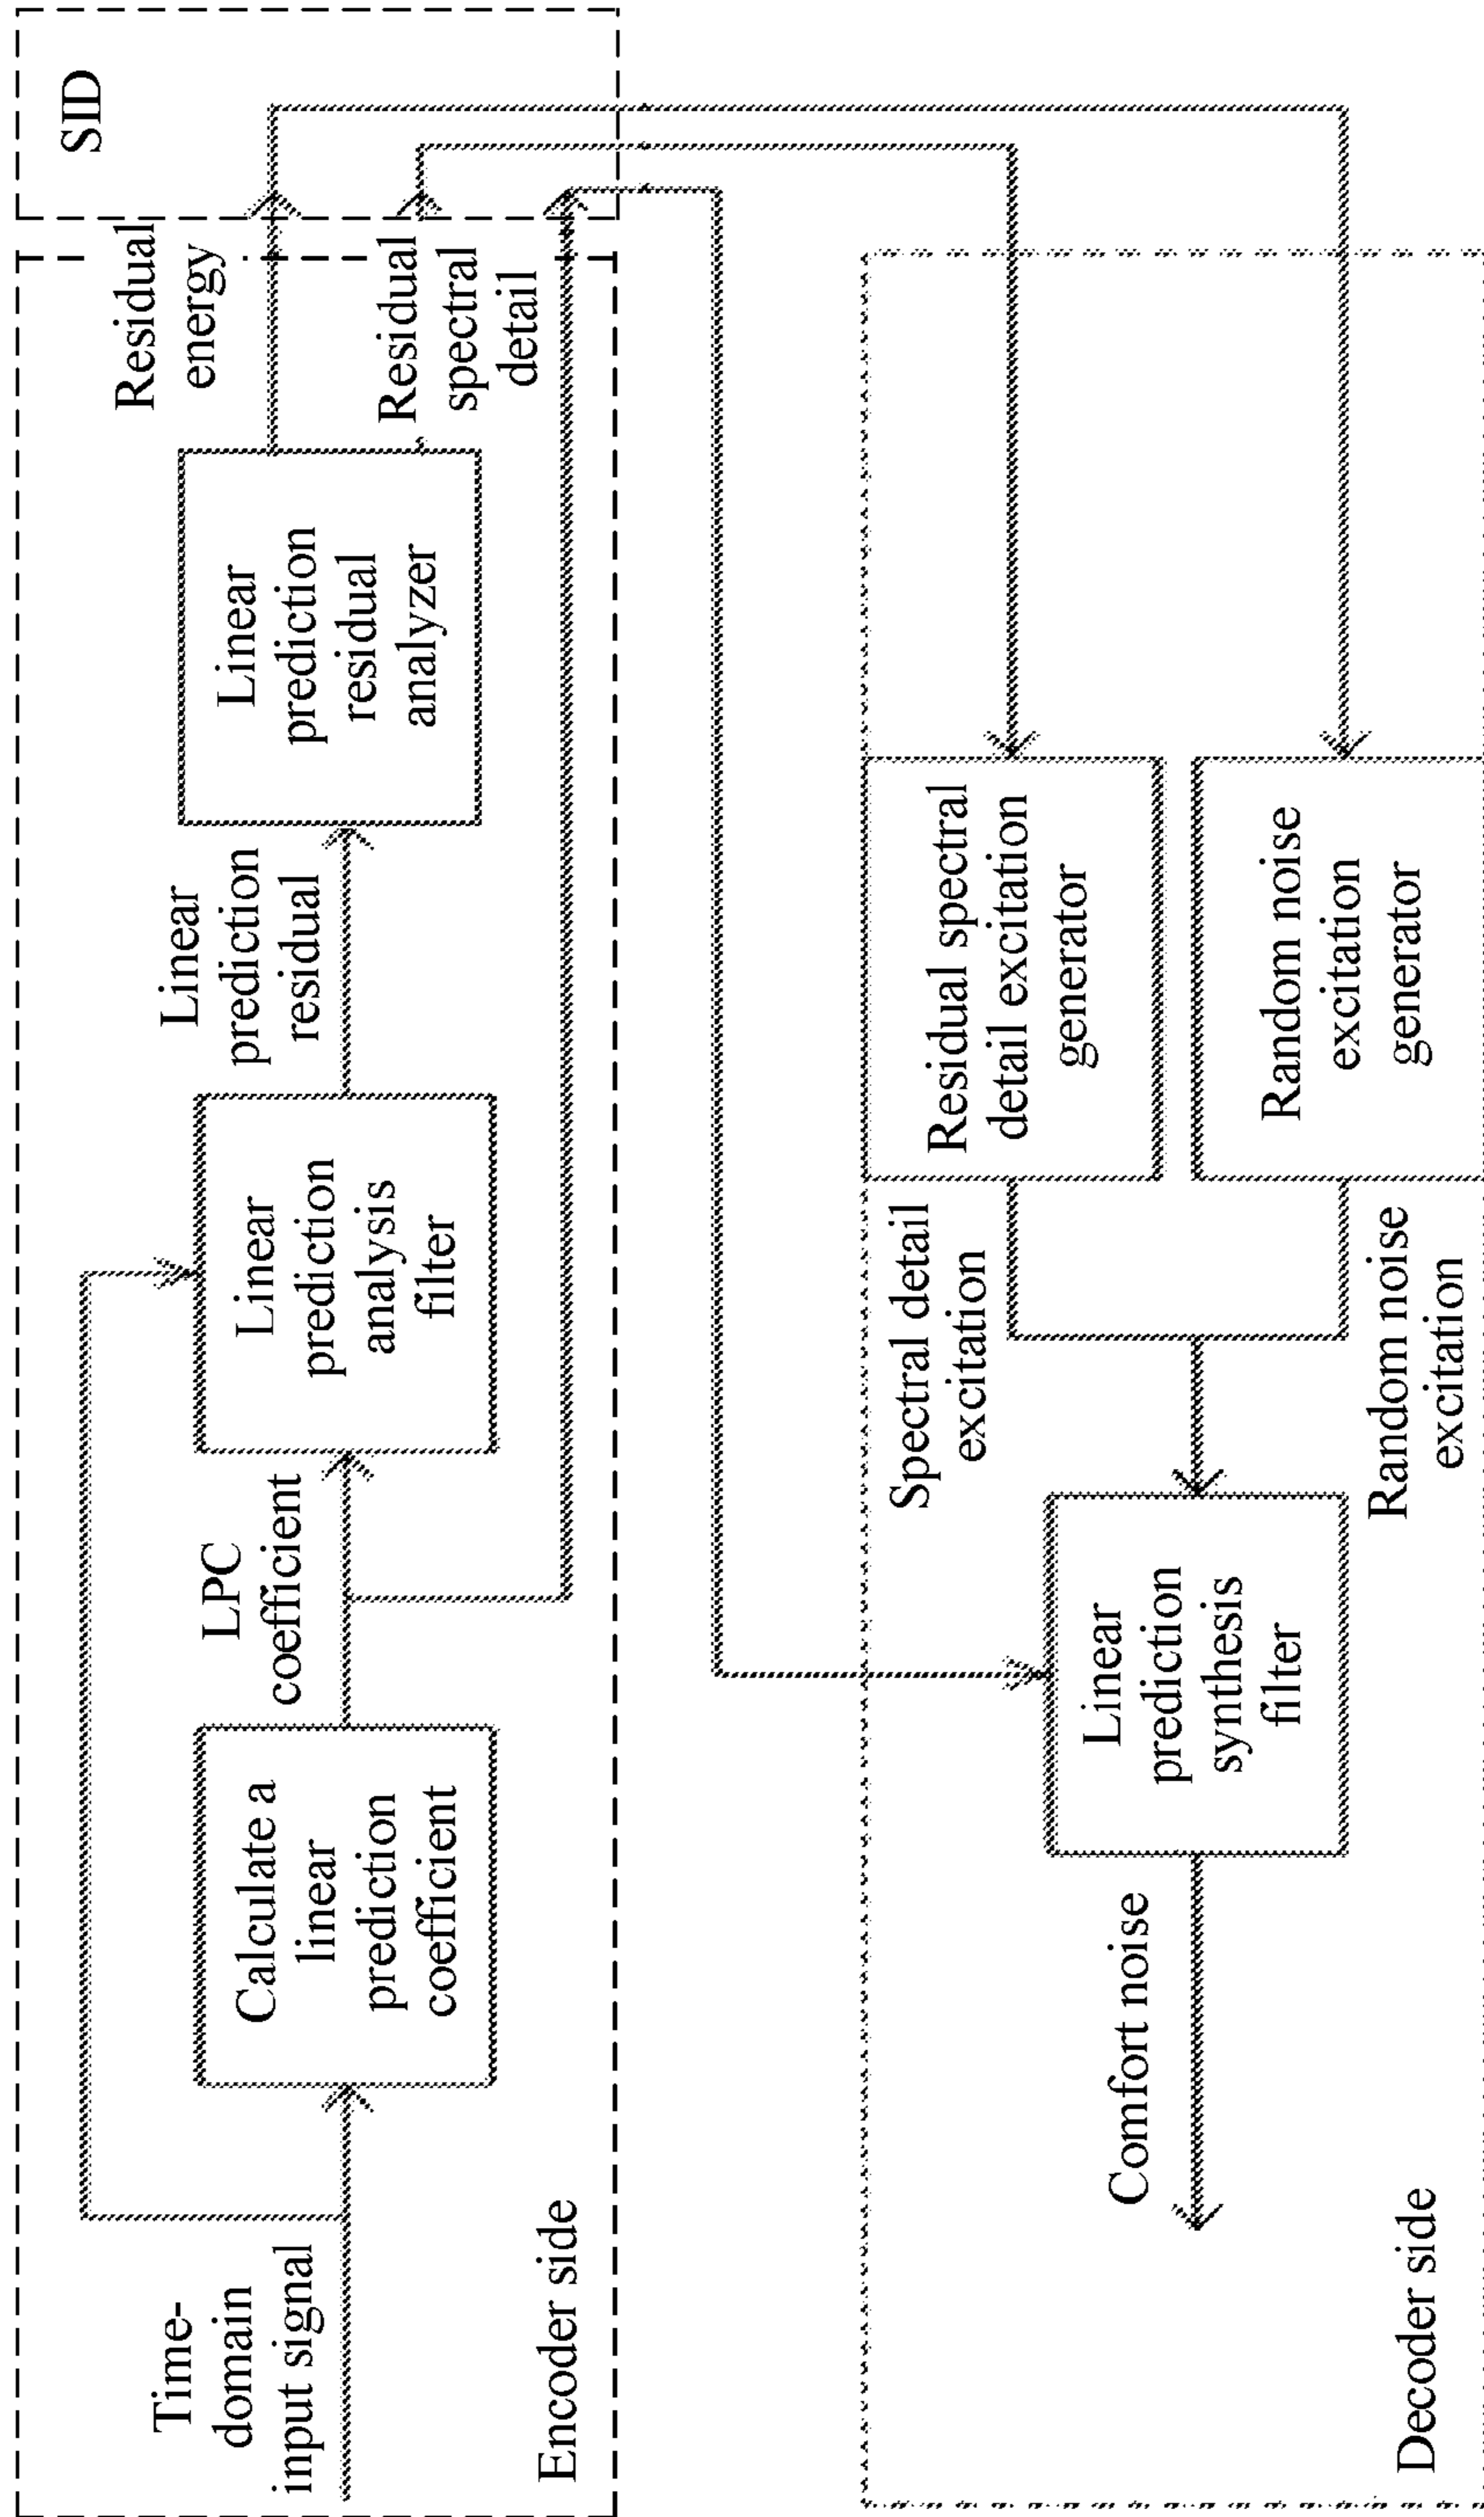 Time-
domain
input signal
Calculate a
linear
prediction
coefficient
LPC
coefficient
Linear
prediction
analysis
filter
Linear
prediction
residual
Linear
prediction
residual
analyzer
Residual
energy
Residual
spectral
detail
SID
Encoder side
Comfort noise
Linear
prediction
synthesis
filter
Spectral detail
excitation
Random noise
excitation
Residual spectral
detail excitation
generator
Random noise
excitation
generator
Decoder side